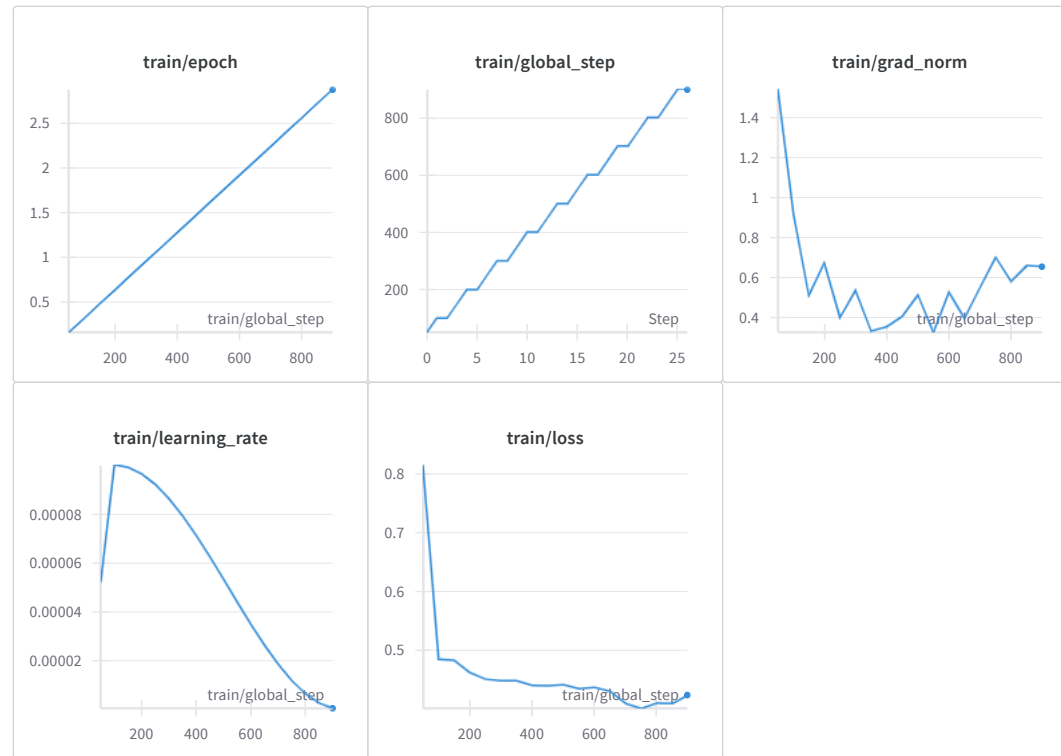 train/epoch
2.5
2
1.5
1
0.5
train/global_step
200 400 600 800
train/global_step
800
600
400
200
Step
0 5 10 15 20 25
train/grad_norm
1.4
1.2
1
0.8
0.6
0.4
train/global_step
200 400 600 800
train/learning_rate
0.00008
0.00006
0.00004
0.00002
train/global_step
200 400 600 800
train/loss
0.8
0.7
0.6
0.5
train/global_step
200 400 600 800